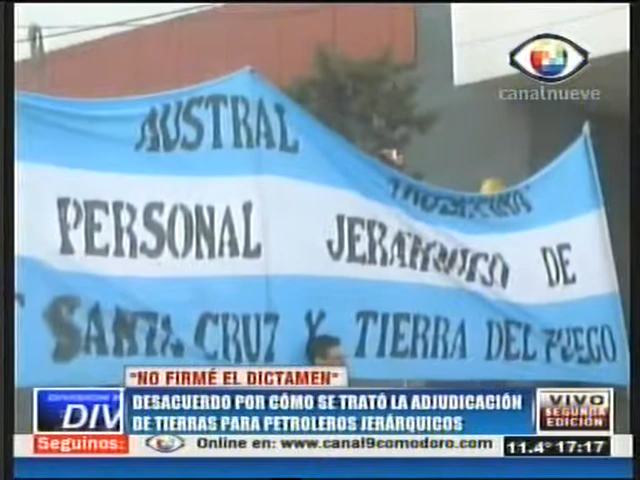 canalnueve
AUSTRAL
PERSONAL JERARQUICO DE
SANTA CRUZ Y TIERRA DEL FUEGO
"NO FIRMÉ EL DICTAMEN"
DIV
DESACUERDO POR CÓMO SE TRATÓ LA ADJUDICACIÓN
DE TIERRAS PARA PETROLEROS JERÁRQUICOS
VIVO
SEGUNDA
EDICIÓN
Seguinos:
Online en: www.canal9comodoro.com
11.4° 17:17